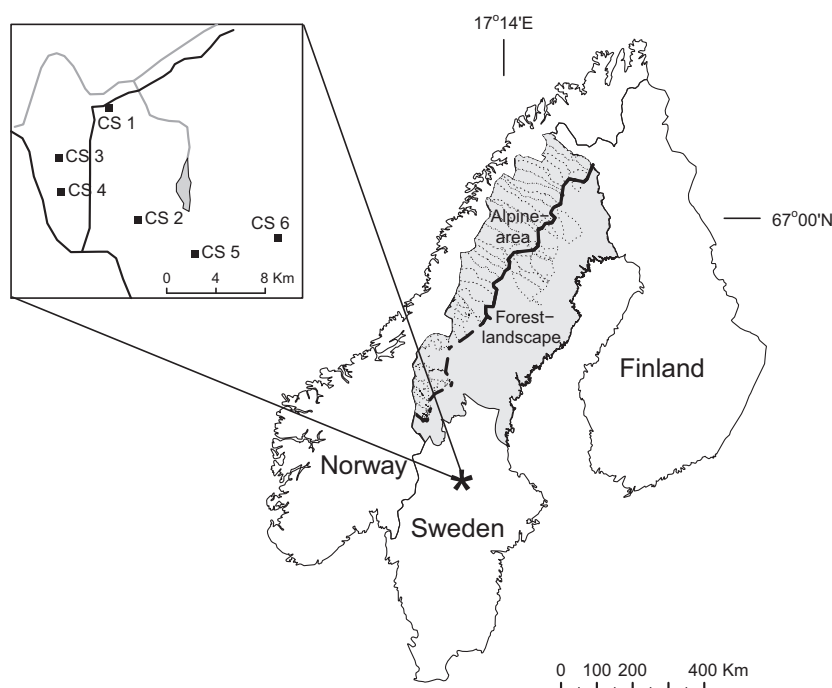 17°14'E
CS 1
CS 3
CS 4
CS 2
CS 6
CS 5
0 4 8 Km
67°00'N
Alpine-
area
Forest-
landscape
Finland
Norway
Sweden
0 100 200 400 Km